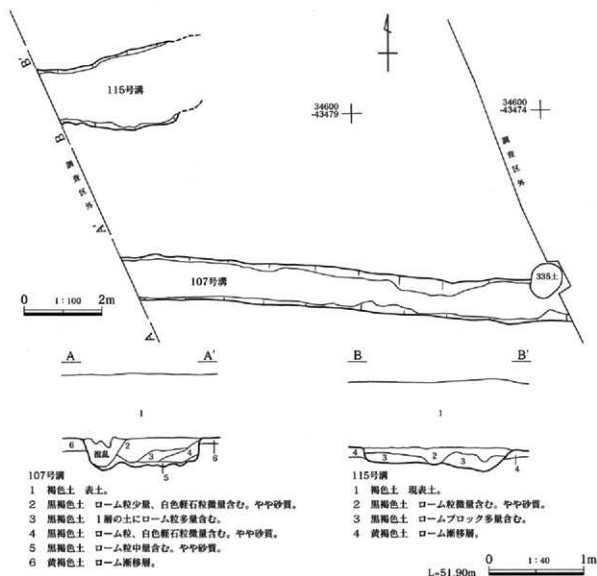 B'
115号溝
B
調査区外
A'
34600
-43479
34600
-43474
調査区外
107号溝
335土
0 1:100 2m
A
A A'
1
6 撹乱 2 3 4 6
5
B B'
1
4 3 2 3 4
107号溝
1 褐色土 表土。
2 黒褐色土 ローム粒少量、白色軽石粒微量含む。やや砂質。
3 黒褐色土 1層の土にローム粒多量含む。
4 黒褐色土 ローム粒、白色軽石粒微量含む。やや砂質。
5 黒褐色土 ローム粒中量含む。やや砂質。
6 黄褐色土 ローム漸移層。
115号溝
1 褐色土 現表土。
2 黒褐色土 ローム粒微量含む。やや砂質。
3 黒褐色土 ロームブロック多量含む。
4 黄褐色土 ローム漸移層。
L=51.90m
0 1:40 1m